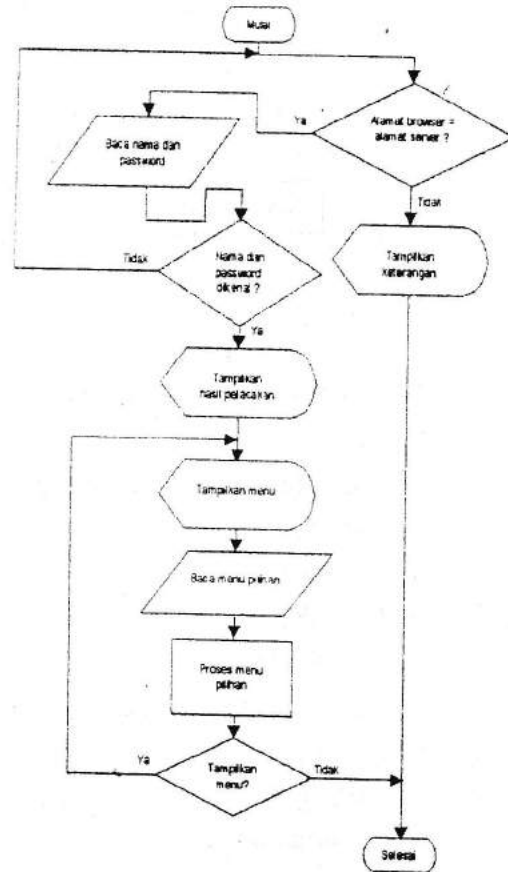 Mulai
Alamat browser =
alamat server ?
Ya
Baca nama dan
password
Tidak
Tampilkan
keterangan
Nama dan
password
dikenal ?
Tidak
Ya
Tampilkan
hasil pelacakan
Tampilkan menu
Baca menu pilihan
Proses menu
pilihan
Tampilkan
menu?
Ya
Tidak
Selesai